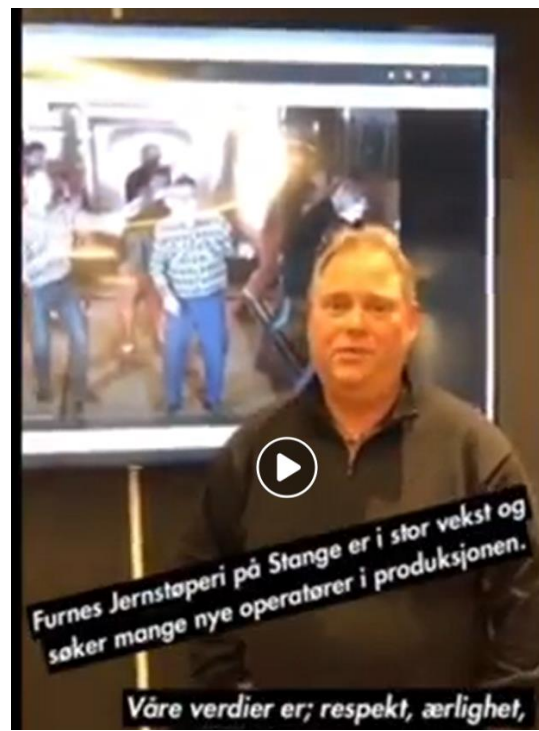 Furnes Jernstøperi på Stange er i stor vekst og
søker mange nye operatører i produksjonen.
Våre verdier er; respekt, ærlighet,